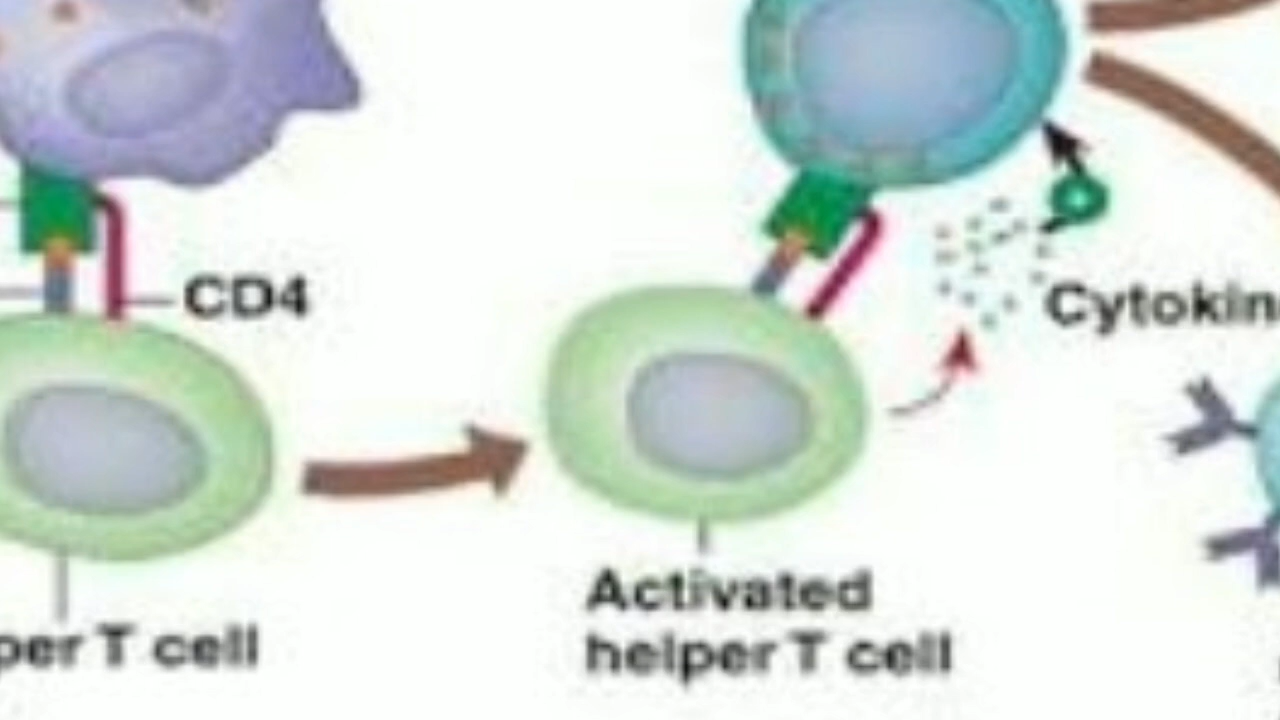 CD4
Cytokin
per T cell
Activated
helper T cell